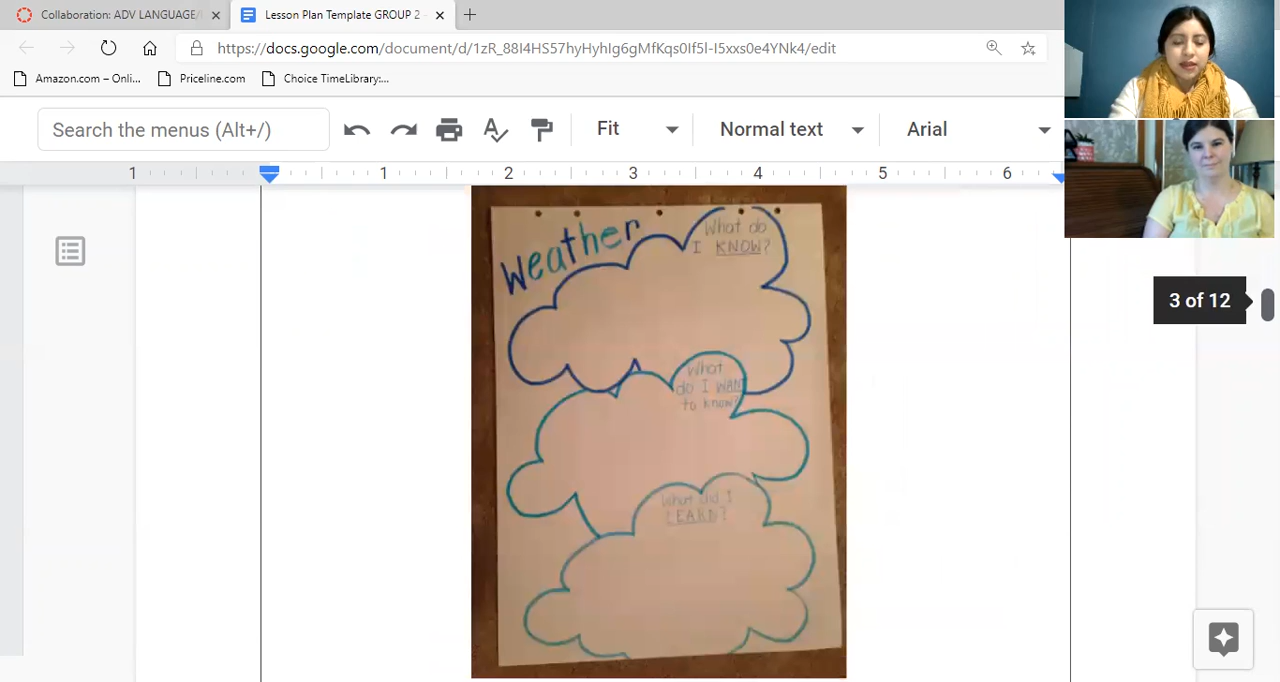 Collaboration: ADV LANGUAGE/
Lesson Plan Template GROUP 2 -
https://docs.google.com/document/d/1zR_88I4HS57hyHyhIg6gMfKqs0If5l-I5xxs0e4YNk4/edit
Amazon.com – Onli...
Priceline.com
Choice TimeLibrary:...
Search the menus (Alt+/)
Fit
Normal text
Arial
1 1 2 3 4 5 6
Weather
What do
I KNOW?
What
do I WANT
to know?
What did I
LEARN?
3 of 12